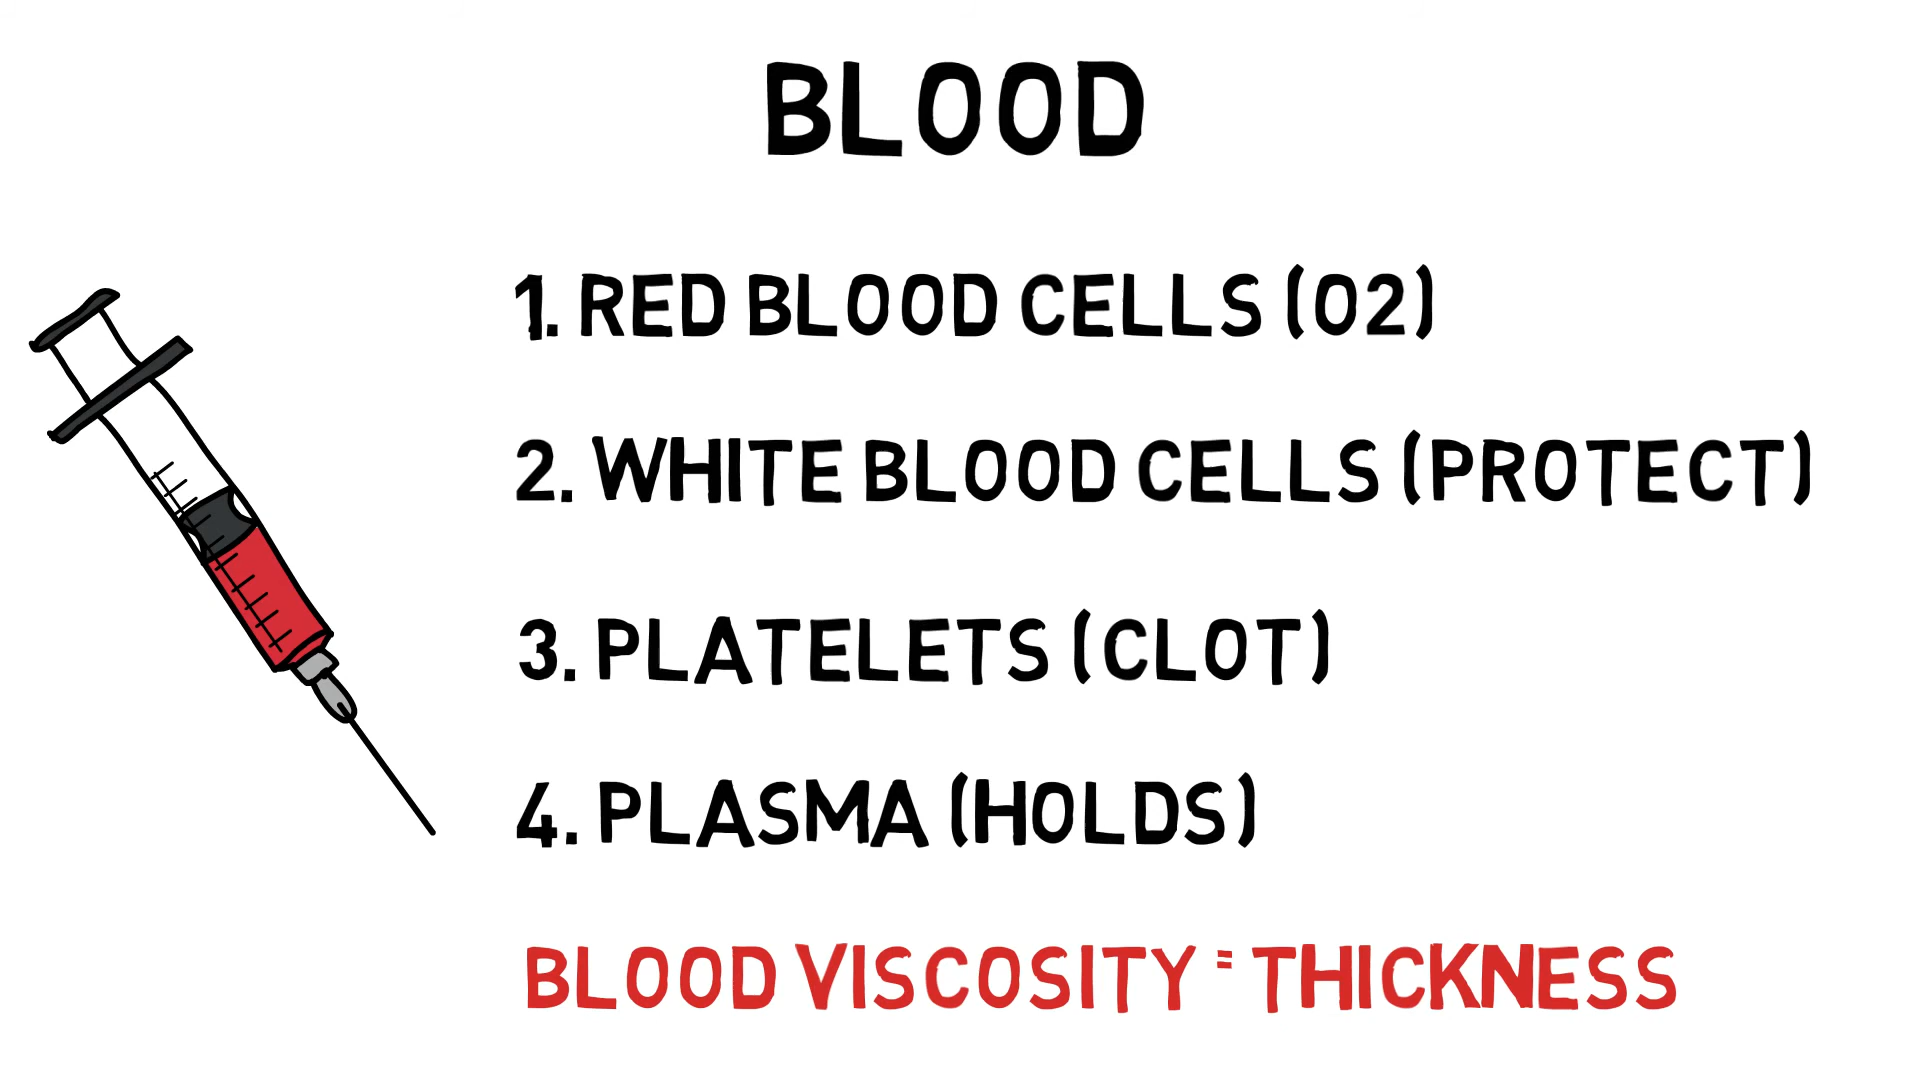 BLOOD
1. RED BLOOD CELLS (O2)
2. WHITE BLOOD CELLS (PROTECT)
3. PLATELETS (CLOT)
4. PLASMA (HOLDS)
BLOOD VISCOSITY = THICKNESS